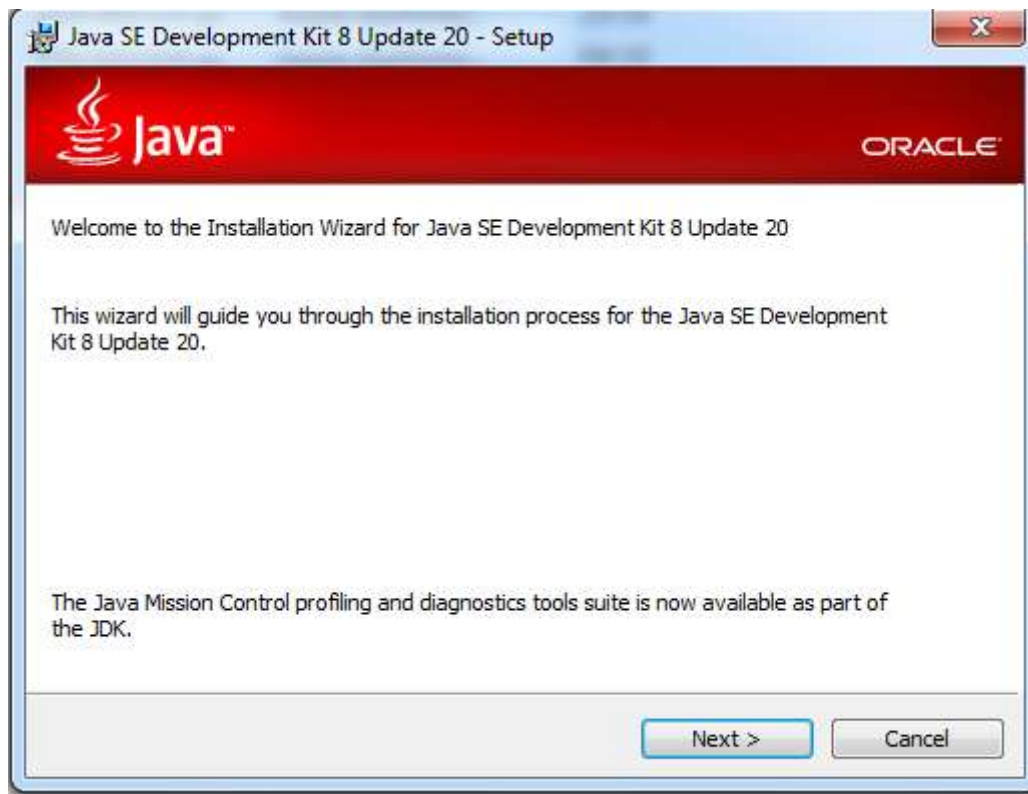 Java SE Development Kit 8 Update 20 - Setup
Java™
ORACLE
Welcome to the Installation Wizard for Java SE Development Kit 8 Update 20
This wizard will guide you through the installation process for the Java SE Development
Kit 8 Update 20.
The Java Mission Control profiling and diagnostics tools suite is now available as part of
the JDK.
Next >
Cancel